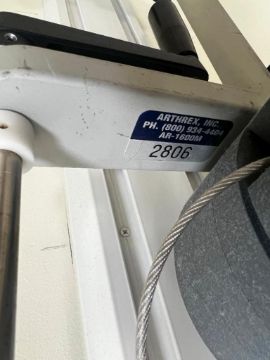 ARTHREX, INC.
PH. (800) 934-4404
AR-1600M
2806